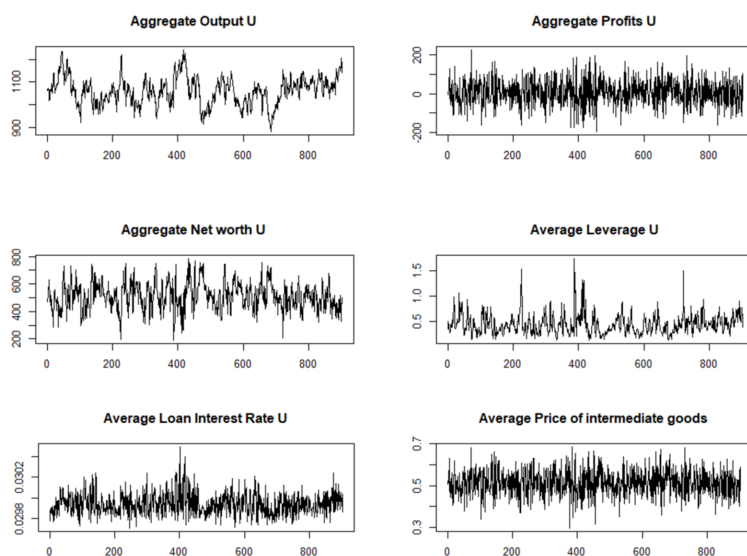 Aggregate Output U
Aggregate Profits U
900 1100
0 200 400 600 800
-200 0 200
0 200 400 600 800
Aggregate Net worth U
Average Leverage U
200 400 600 800
0 200 400 600 800
0.5 1.0 1.5
0 200 400 600 800
Average Loan Interest Rate U
Average Price of intermediate goods
0.0298 0.0302
0 200 400 600 800
0.3 0.5 0.7
0 200 400 600 800